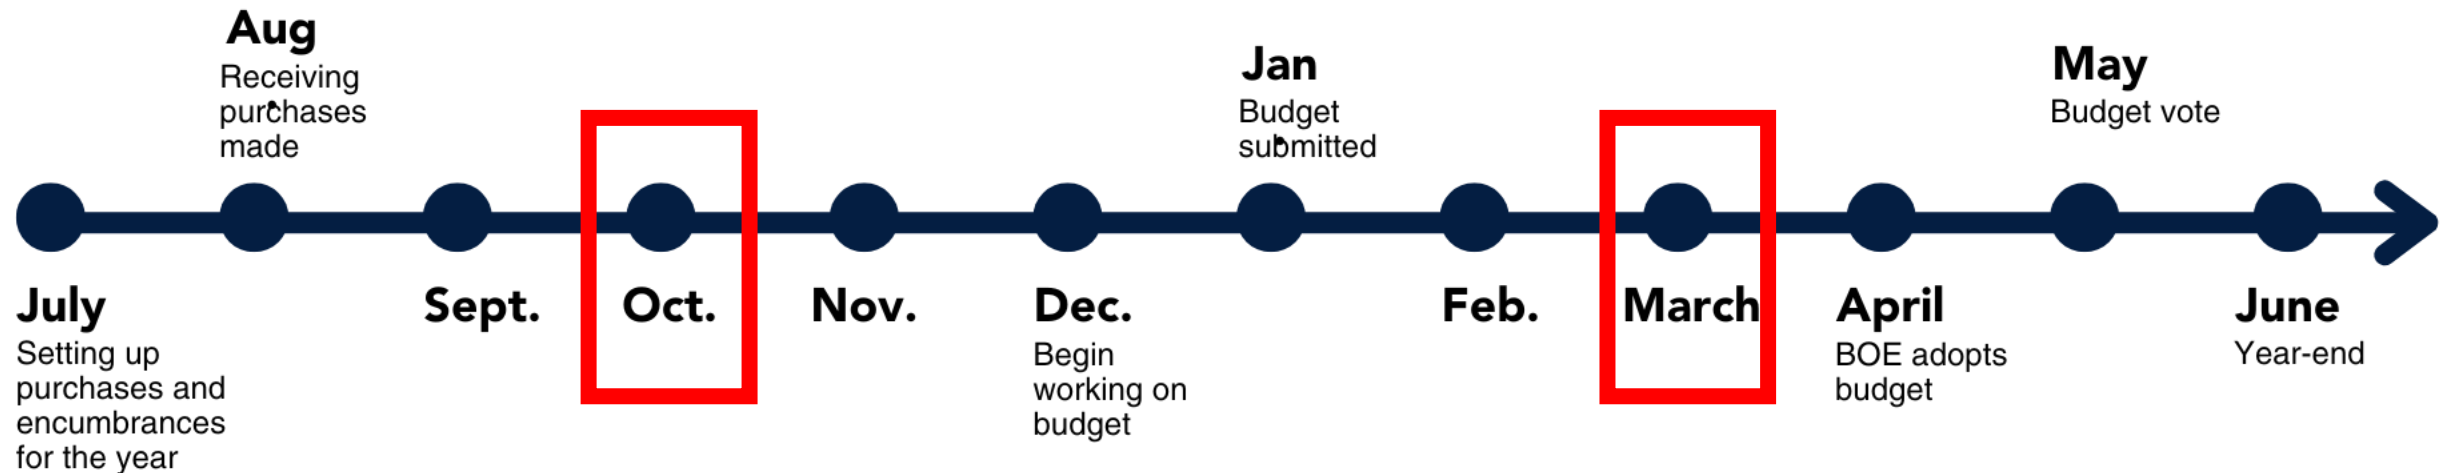 July
Setting up
purchases and
encumbrances
for the year
Aug
Receiving
purchases
made
Sept.
Oct.
Nov.
Dec.
Begin
working on
budget
Jan
Budget
submitted
Feb.
March
April
BOE adopts
budget
May
Budget vote
June
Year-end